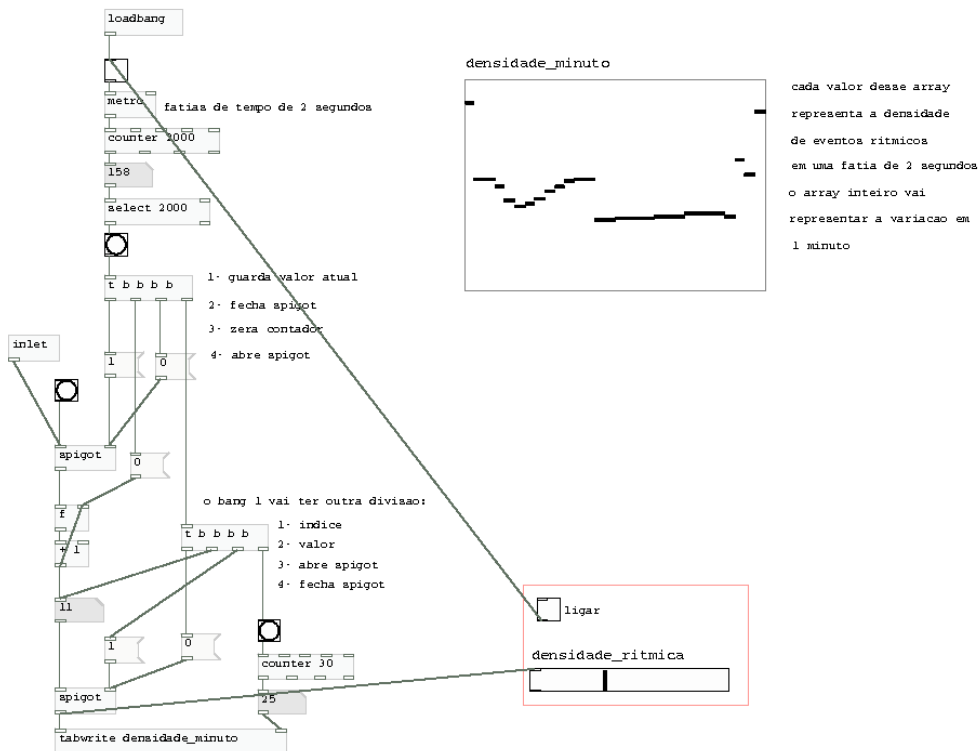 loadbang
metro
fatias de tempo de 2 segundos
counter 2000
158
select 2000
t b b b b
1- guarda valor atual
2- fecha spigot
3- zera contador
4- abre spigot
inlet
1
0
spigot
0
f
+ 1
o bang 1 vai ter outra divisao:
t b b b b
1- indice
2- valor
3- abre spigot
4- fecha spigot
11
1
0
counter 30
spigot
25
tabwrite densidade_minuto
densidade_minuto
cada valor desse array
representa a densidade
de eventos ritmicos
em uma fatia de 2 segundos
o array inteiro vai
representar a variacao em
1 minuto
ligar
densidade_ritmica